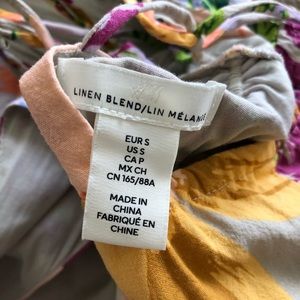 LINEN BLEND/LIN MÉLANGÉ
EUR S
US S
CA P
MX CH
CN 165/88A
MADE IN
CHINA
FABRIQUÉ EN
CHINE